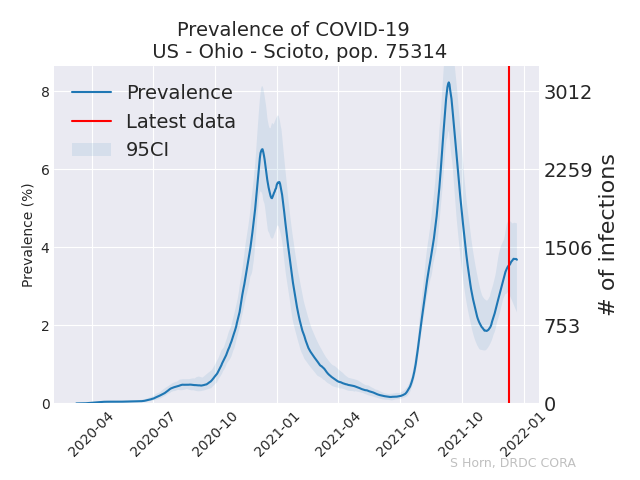 Prevalence of COVID-19
US - Ohio - Scioto, pop. 75314
Prevalence
Latest data
95CI
8
6
4
2
0
Prevalence (%)
3012
2259
1506
753
0
# of infections
2020-04
2020-07
2020-10
2021-01
2021-04
2021-07
2021-10
2022-01
S Horn, DRDC CORA